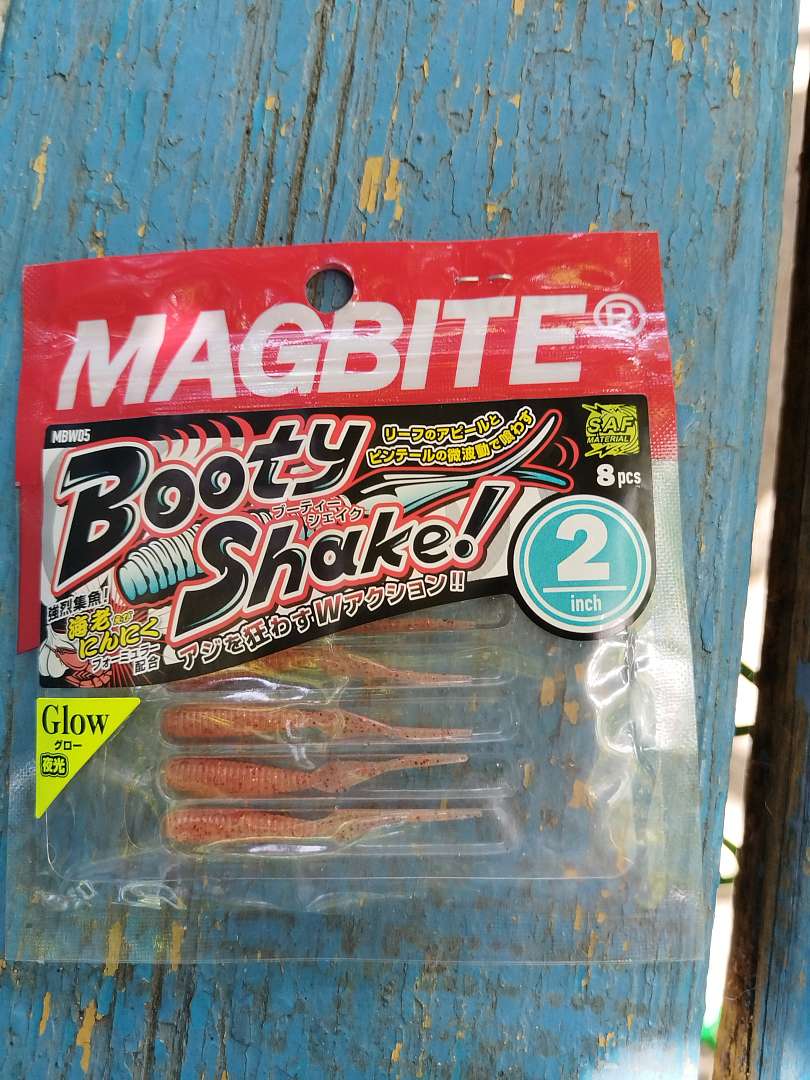 MAGBITE®
MBW05
Booty
Shake!
ブーティー
シェイク
リーフのアピールと
ピンテールの微波動で喰わす
S.A.F
MATERIAL
8pcs
2
inch
強烈集魚!
海老
にんにく
フォーミュラー
配合
アジを狂わすWアクション!!
Glow
グロー
夜光